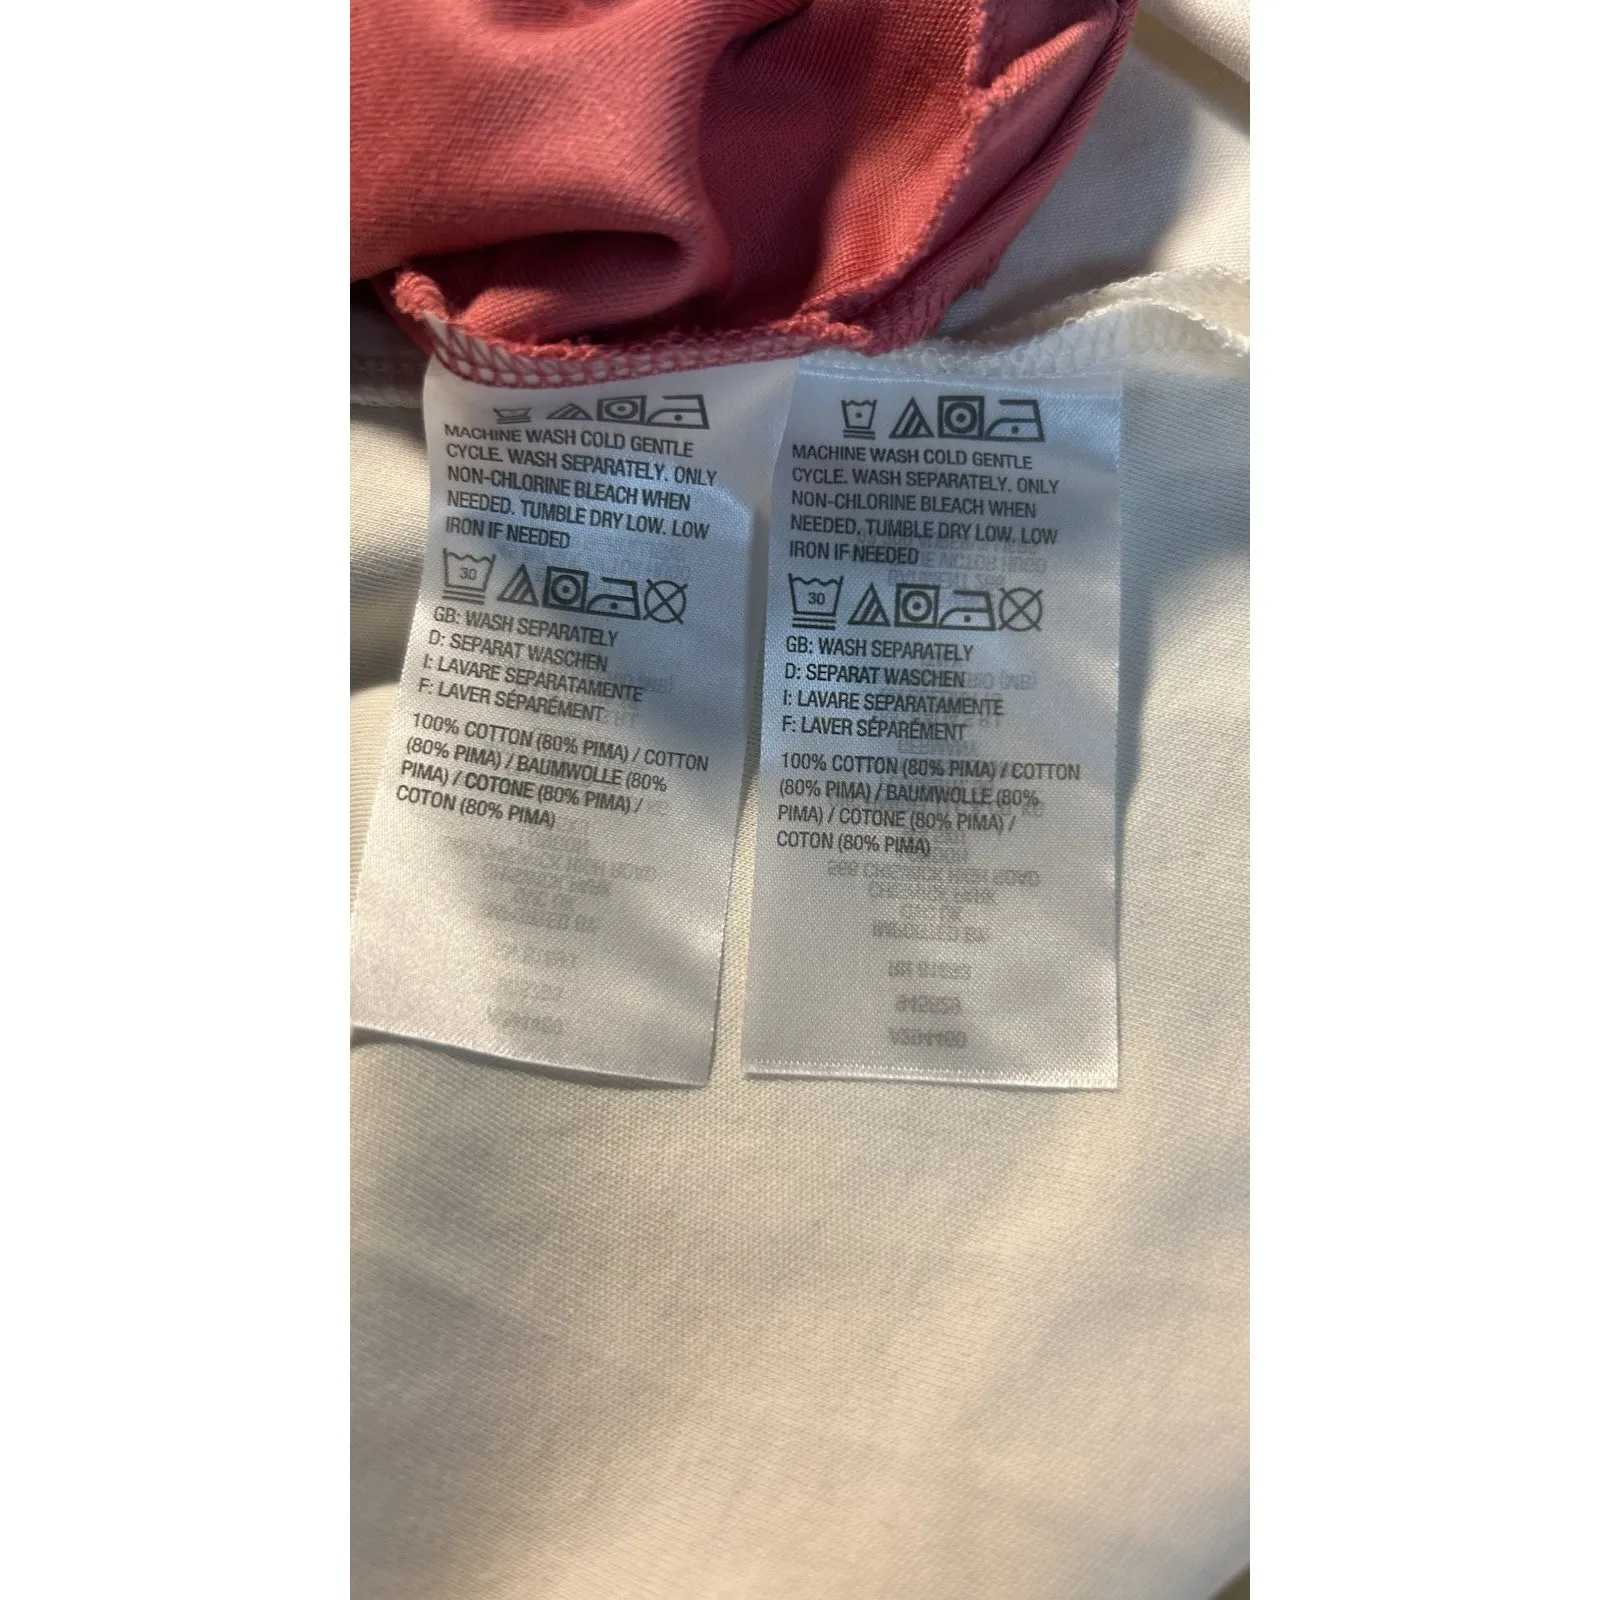 MACHINE WASH COLD GENTLE
CYCLE. WASH SEPARATELY. ONLY
NON-CHLORINE BLEACH WHEN
NEEDED. TUMBLE DRY LOW. LOW
IRON IF NEEDED
30
GB: WASH SEPARATELY
D: SEPARAT WASCHEN
I: LAVARE SEPARATAMENTE
F: LAVER SÉPARÉMENT
100% COTTON (80% PIMA) / COTTON
(80% PIMA) / BAUMWOLLE (80%
PIMA) / COTONE (80% PIMA) /
COTON (80% PIMA)
MACHINE WASH COLD GENTLE
CYCLE. WASH SEPARATELY. ONLY
NON-CHLORINE BLEACH WHEN
NEEDED. TUMBLE DRY LOW. LOW
IRON IF NEEDED
30
GB: WASH SEPARATELY
D: SEPARAT WASCHEN
I: LAVARE SEPARATAMENTE
F: LAVER SÉPARÉMENT
100% COTTON (80% PIMA) / COTTON
(80% PIMA) / BAUMWOLLE (80%
PIMA) / COTONE (80% PIMA) /
COTON (80% PIMA)